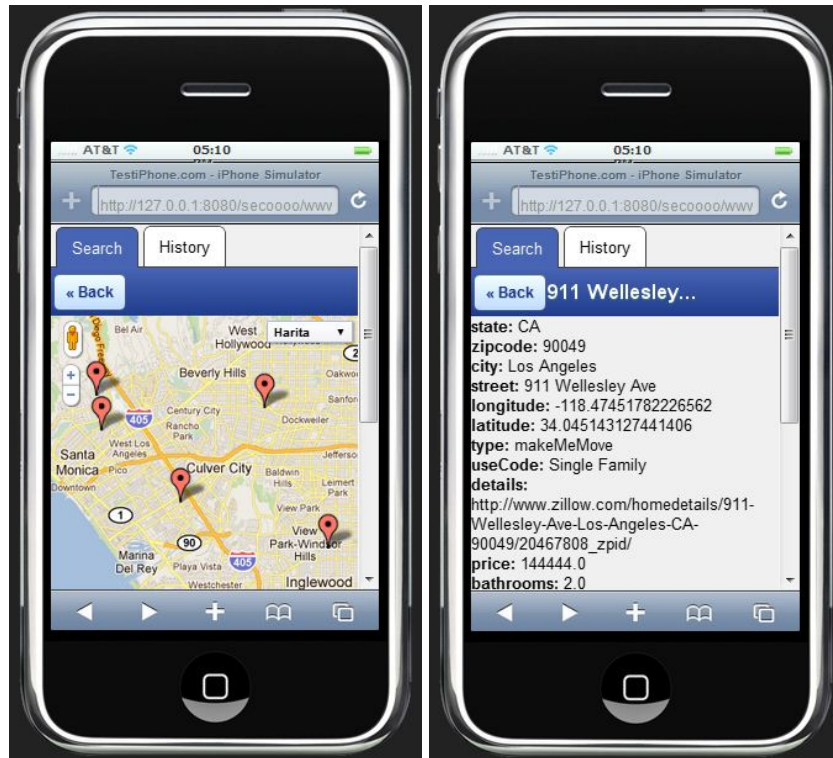 AT&T 05:10
TestiPhone.com - iPhone Simulator
http://127.0.0.1:8080/secoooo/www
Search History
« Back
Bel Air
West Hollywood
Harita
Beverly Hills
Century City
Rancho Park
Dockweiler
405
West Los Angeles
Santa Monica
Pico
Culver City
Baldwin Hills
Leimert Park
Downtown
View Park
1
90
View Park-Windsor Hills
Marina Del Rey
Playa Vista
405
Westchester
Inglewood
AT&T 05:10
TestiPhone.com - iPhone Simulator
http://127.0.0.1:8080/secoooo/www
Search History
« Back 911 Wellesley...
state: CA
zipcode: 90049
city: Los Angeles
street: 911 Wellesley Ave
longitude: -118.47451782226562
latitude: 34.045143127441406
type: makeMeMove
useCode: Single Family
details:
http://www.zillow.com/homedetails/911-
Wellesley-Ave-Los-Angeles-CA-
90049/20467808_zpid/
price: 144444.0
bathrooms: 2.0